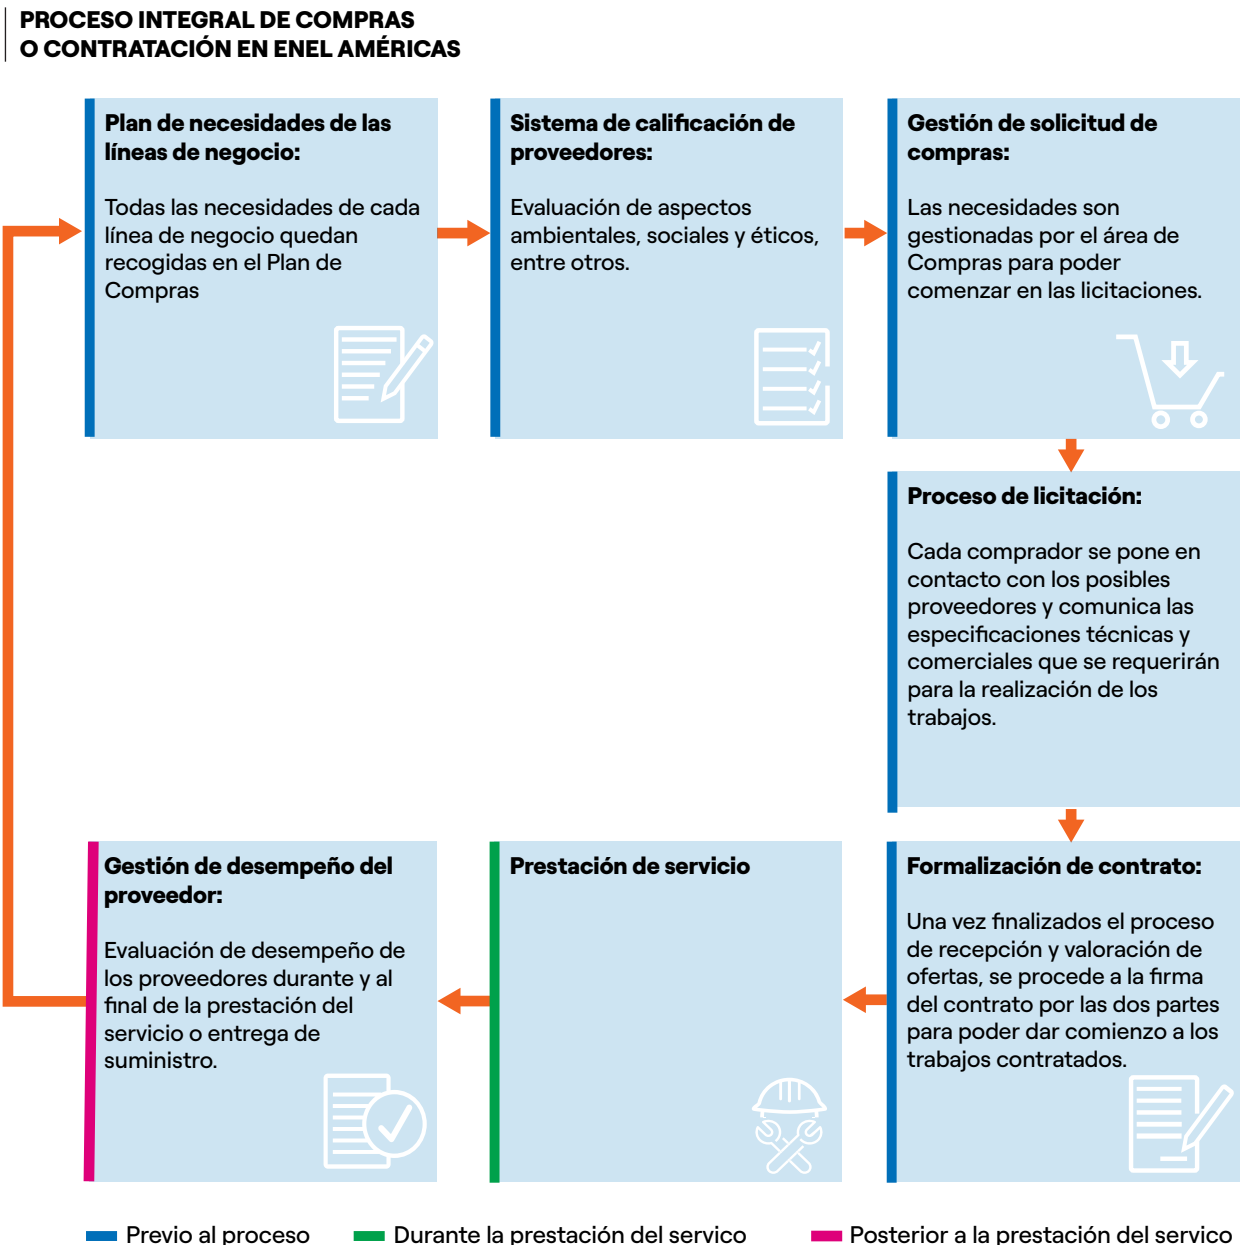 PROCESO INTEGRAL DE COMPRAS
O CONTRATACIÓN EN ENEL AMÉRICAS
Plan de necesidades de las
líneas de negocio:
Todas las necesidades de cada
línea de negocio quedan
recogidas en el Plan de
Compras
Sistema de calificación de
proveedores:
Evaluación de aspectos
ambientales, sociales y éticos,
entre otros.
Gestión de solicitud de
compras:
Las necesidades son
gestionadas por el área de
Compras para poder
comenzar en las licitaciones.
Proceso de licitación:
Cada comprador se pone en
contacto con los posibles
proveedores y comunica las
especificaciones técnicas y
comerciales que se requerirán
para la realización de los
trabajos.
Formalización de contrato:
Una vez finalizados el proceso
de recepción y valoración de
ofertas, se procede a la firma
del contrato por las dos partes
para poder dar comienzo a los
trabajos contratados.
Prestación de servicio
Gestión de desempeño del
proveedor:
Evaluación de desempeño de
los proveedores durante y al
final de la prestación del
servicio o entrega de
suministro.
Previo al proceso
Durante la prestación del servico
Posterior a la prestación del servico